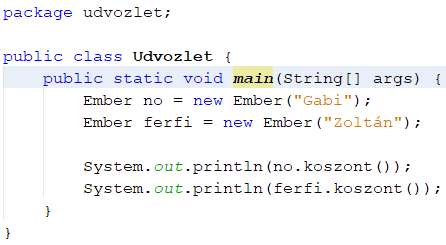 package udvozlet;

public class Udvozlet {
    public static void main(String[] args) {
        Ember no = new Ember("Gabi");
        Ember ferfi = new Ember("Zoltán");

        System.out.println(no.koszont());
        System.out.println(ferfi.koszont());
    }
}